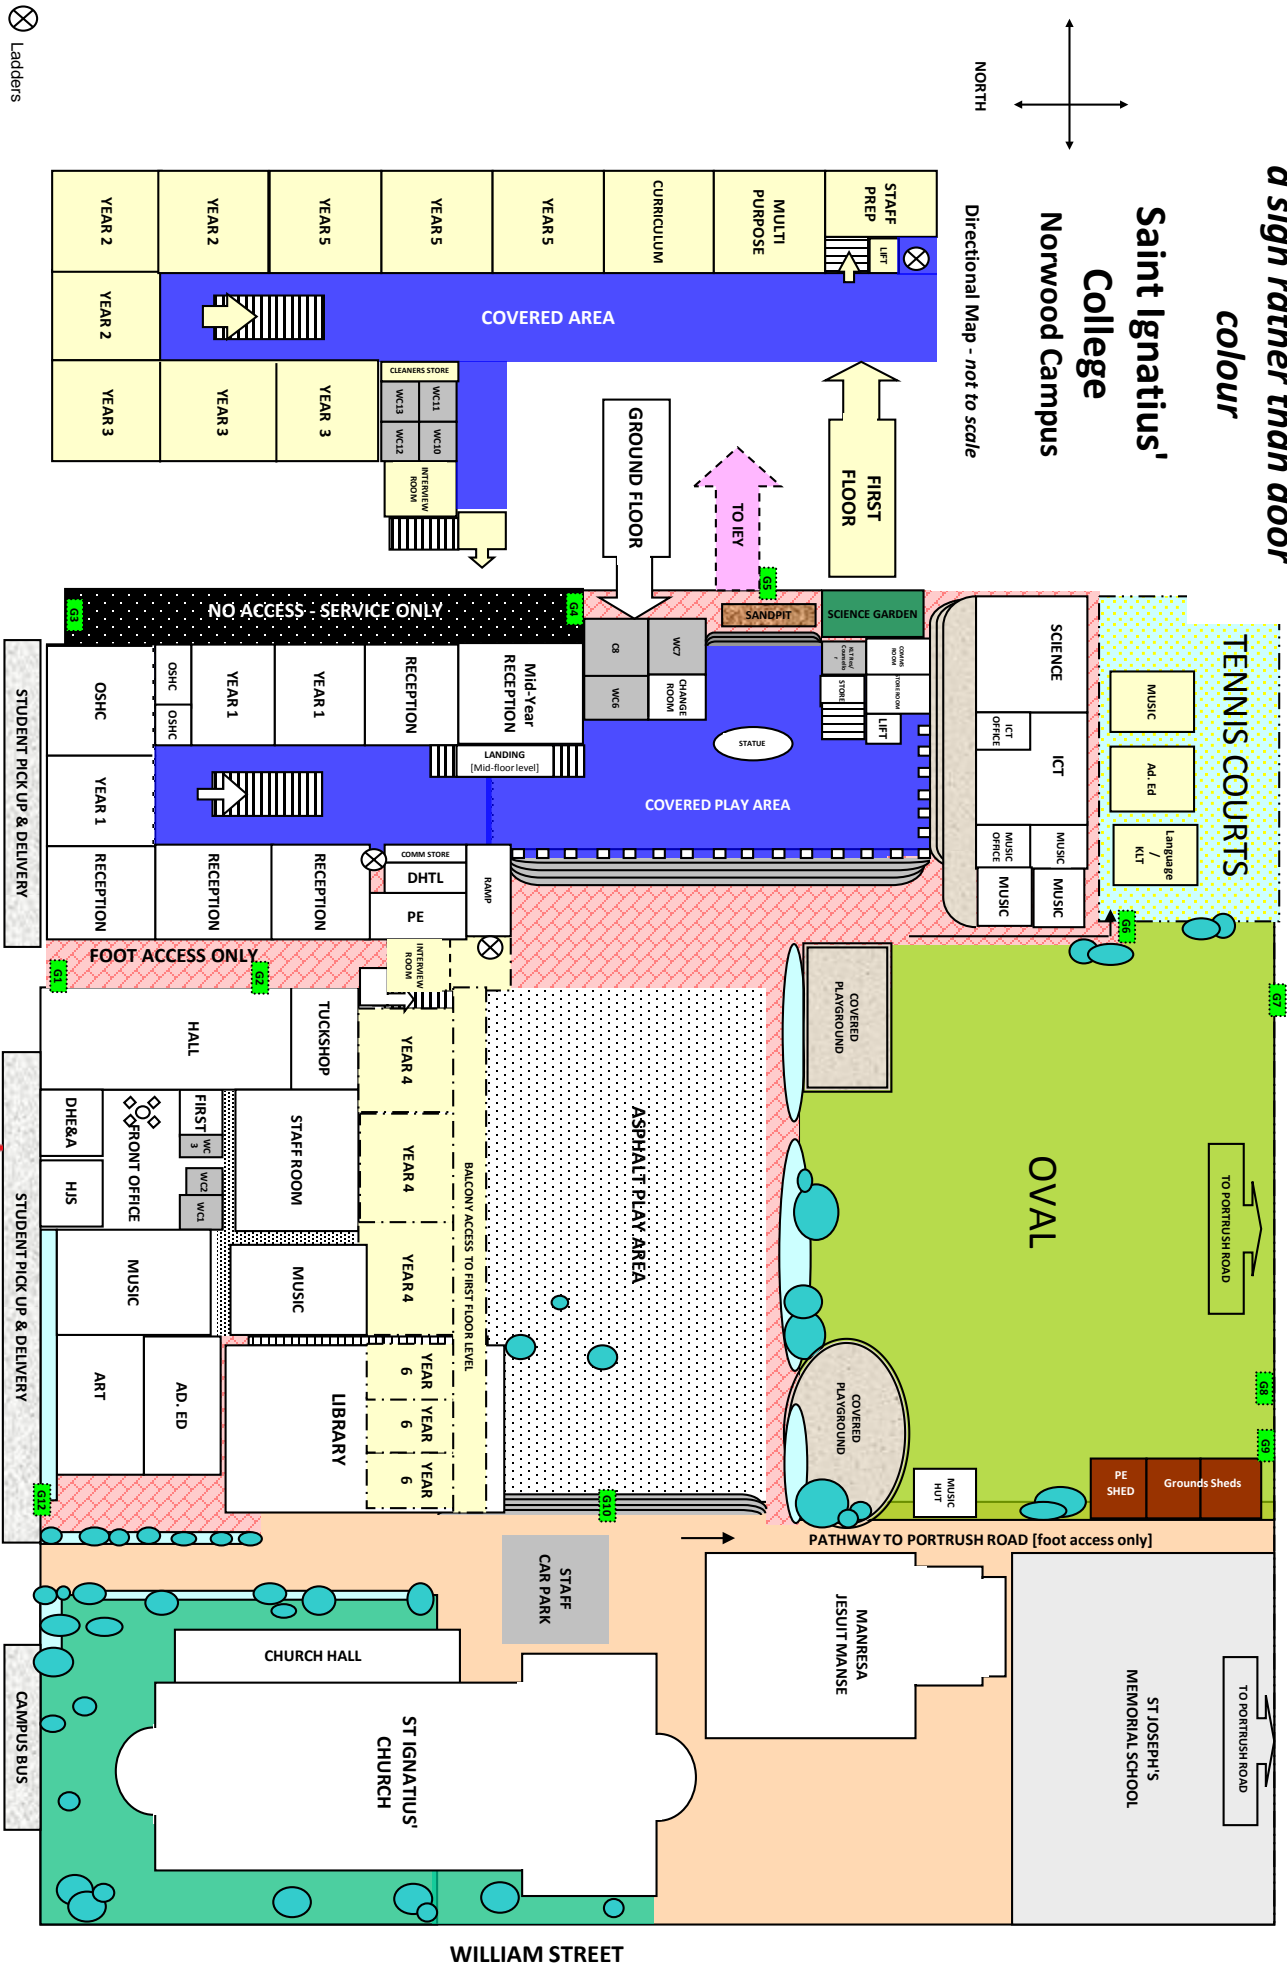 a sign rather than door
colour
Saint Ignatius'
College
Norwood Campus
Directional Map - not to scale
NORTH
Ladders
STAFF
PREP
LIFT
MULTI
PURPOSE
CURRICULUM
YEAR 5
YEAR 5
YEAR 5
YEAR 2
YEAR 2
YEAR 2
COVERED AREA
YEAR 3
YEAR 3
YEAR 3
CLEANERS STORE
WC11
WC13
WC10
WC12
INTERVIEW
ROOM
FIRST
FLOOR
GROUND FLOOR
TO IEY
G5
G4
G3
NO ACCESS - SERVICE ONLY
SANDPIT
SCIENCE GARDEN
TENNIS COURTS
MUSIC
Ad. Ed
Language
/
KLT
SCIENCE
ICT
OFFICE
ICT
MUSIC
OFFICE
MUSIC
MUSIC
MUSIC
COMMS
ROOM
STORE ROOM
STORE
LIFT
WC7
C8
WC6
CHANGE
ROOM
STATUE
COVERED PLAY AREA
Mid-Year
RECEPTION
LANDING
[Mid-floor level]
RECEPTION
YEAR 1
YEAR 1
OSHC
OSHC
OSHC
YEAR 1
RECEPTION
RECEPTION
RECEPTION
COMM STORE
DHTL
PE
RAMP
STUDENT PICK UP & DELIVERY
FOOT ACCESS ONLY
G1
G2
G6
G7
INTERVIEW
ROOM
HALL
TUCKSHOP
YEAR 4
YEAR 4
YEAR 4
BALCONY ACCESS TO FIRST FLOOR LEVEL
ASPHALT PLAY AREA
COVERED
PLAYGROUND
OVAL
TO PORTRUSH ROAD
DHE&A
HJS
FRONT OFFICE
FIRST
WC
3
WC2
WC1
STAFF ROOM
MUSIC
MUSIC
ART
AD. ED
LIBRARY
YEAR
6
YEAR
6
YEAR
6
STUDENT PICK UP & DELIVERY
COVERED
PLAYGROUND
MUSIC
HUT
PE
SHED
Grounds Sheds
G8
G9
G10
G12
PATHWAY TO PORTRUSH ROAD [foot access only]
STAFF
CAR PARK
MANRESA
JESUIT MANSE
ST JOSEPH'S
MEMORIAL SCHOOL
TO PORTRUSH ROAD
CHURCH HALL
ST IGNATIUS'
CHURCH
CAMPUS BUS
WILLIAM STREET